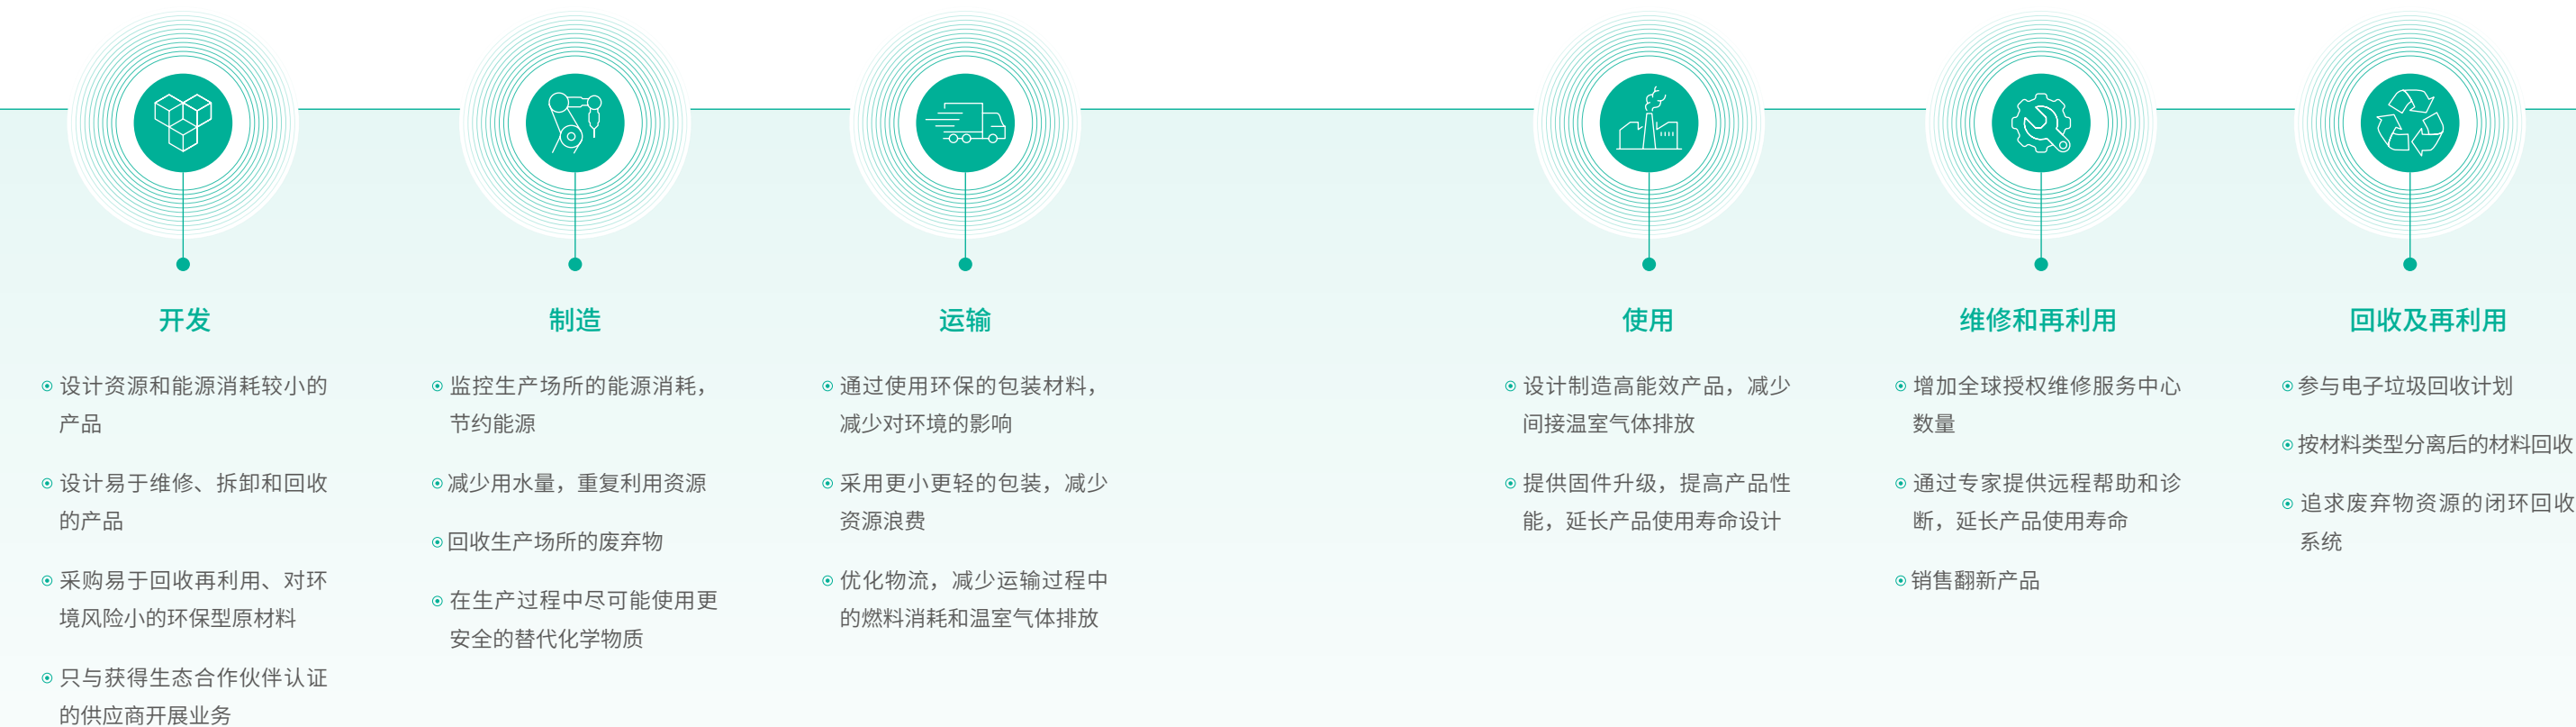 开发
设计资源和能源消耗较小的
产品
设计易于维修、拆卸和回收
的产品
采购易于回收再利用、对环
境风险小的环保型原材料
只与获得生态合作伙伴认证
的供应商开展业务
制造
监控生产场所的能源消耗，
节约能源
减少用水量，重复利用资源
回收生产场所的废弃物
在生产过程中尽可能使用更
安全的替代化学物质
运输
通过使用环保的包装材料，
减少对环境的影响
采用更小更轻的包装，减少
资源浪费
优化物流，减少运输过程中
的燃料消耗和温室气体排放
使用
设计制造高能效产品，减少
间接温室气体排放
提供固件升级，提高产品性
能，延长产品使用寿命设计
维修和再利用
增加全球授权维修服务中心
数量
通过专家提供远程帮助和诊
断，延长产品使用寿命
销售翻新产品
回收及再利用
参与电子垃圾回收计划
按材料类型分离后的材料回收
追求废弃物资源的闭环回收
系统